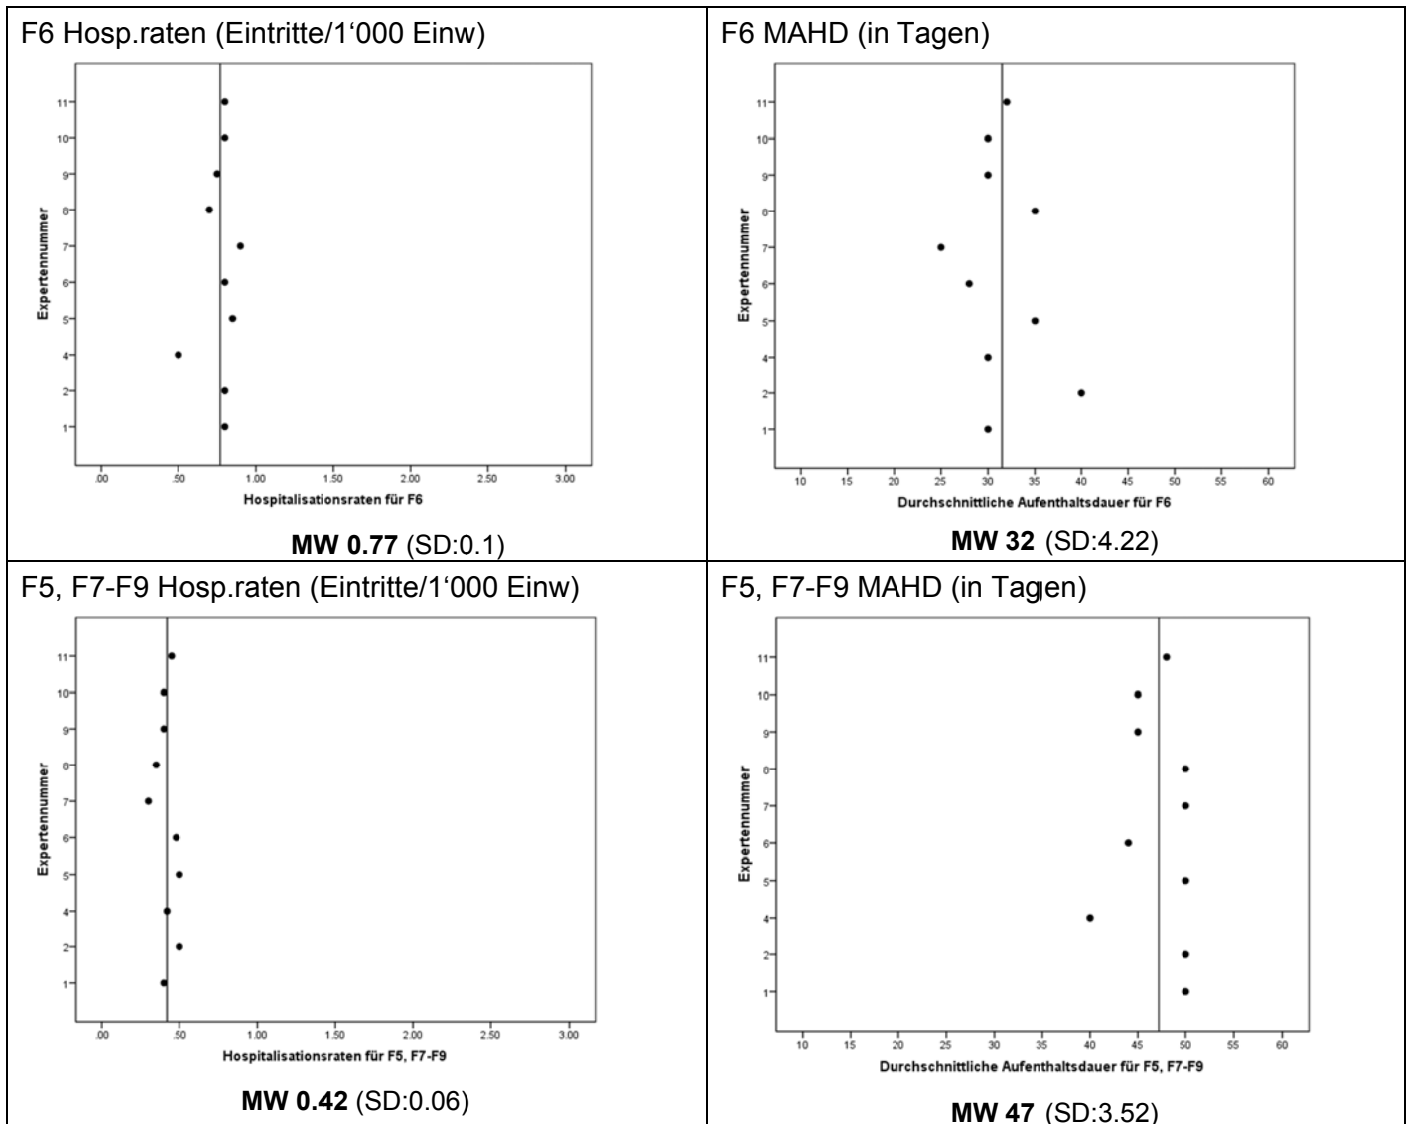 F6 Hosp.raten (Eintritte/1‘000 Einw)
11
10
9
8
7
6
5
4
2
1
Expertennummer
.00 .50 1.00 1.50 2.00 2.50 3.00
Hospitalisationsraten für F6
MW 0.77 (SD:0.1)
F6 MAHD (in Tagen)
11
10
9
8
7
6
5
4
2
1
Expertennummer
10 15 20 25 30 35 40 45 50 55 60
Durchschnittliche Aufenthaltsdauer für F6
MW 32 (SD:4.22)
F5, F7-F9 Hosp.raten (Eintritte/1‘000 Einw)
11
10
9
8
7
6
5
4
2
1
Expertennummer
.00 .50 1.00 1.50 2.00 2.50 3.00
Hospitalisationsraten für F5, F7-F9
MW 0.42 (SD:0.06)
F5, F7-F9 MAHD (in Tagen)
11
10
9
8
7
6
5
4
2
1
Expertennummer
10 15 20 25 30 35 40 45 50 55 60
Durchschnittliche Aufenthaltsdauer für F5, F7-F9
MW 47 (SD:3.52)